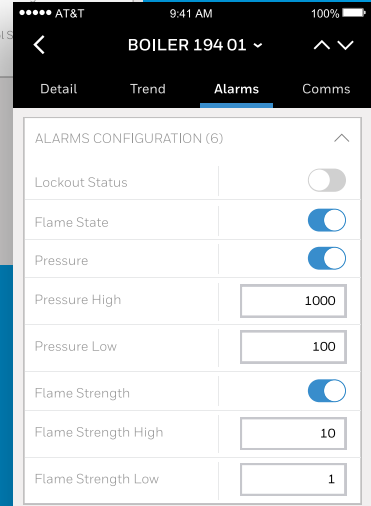 AT&T 9:41 AM 100%
BOILER 194 01
Detail Trend Alarms Comms
ALARMS CONFIGURATION (6)
Lockout Status
Flame State
Pressure
Pressure High 1000
Pressure Low 100
Flame Strength
Flame Strength High 10
Flame Strength Low 1